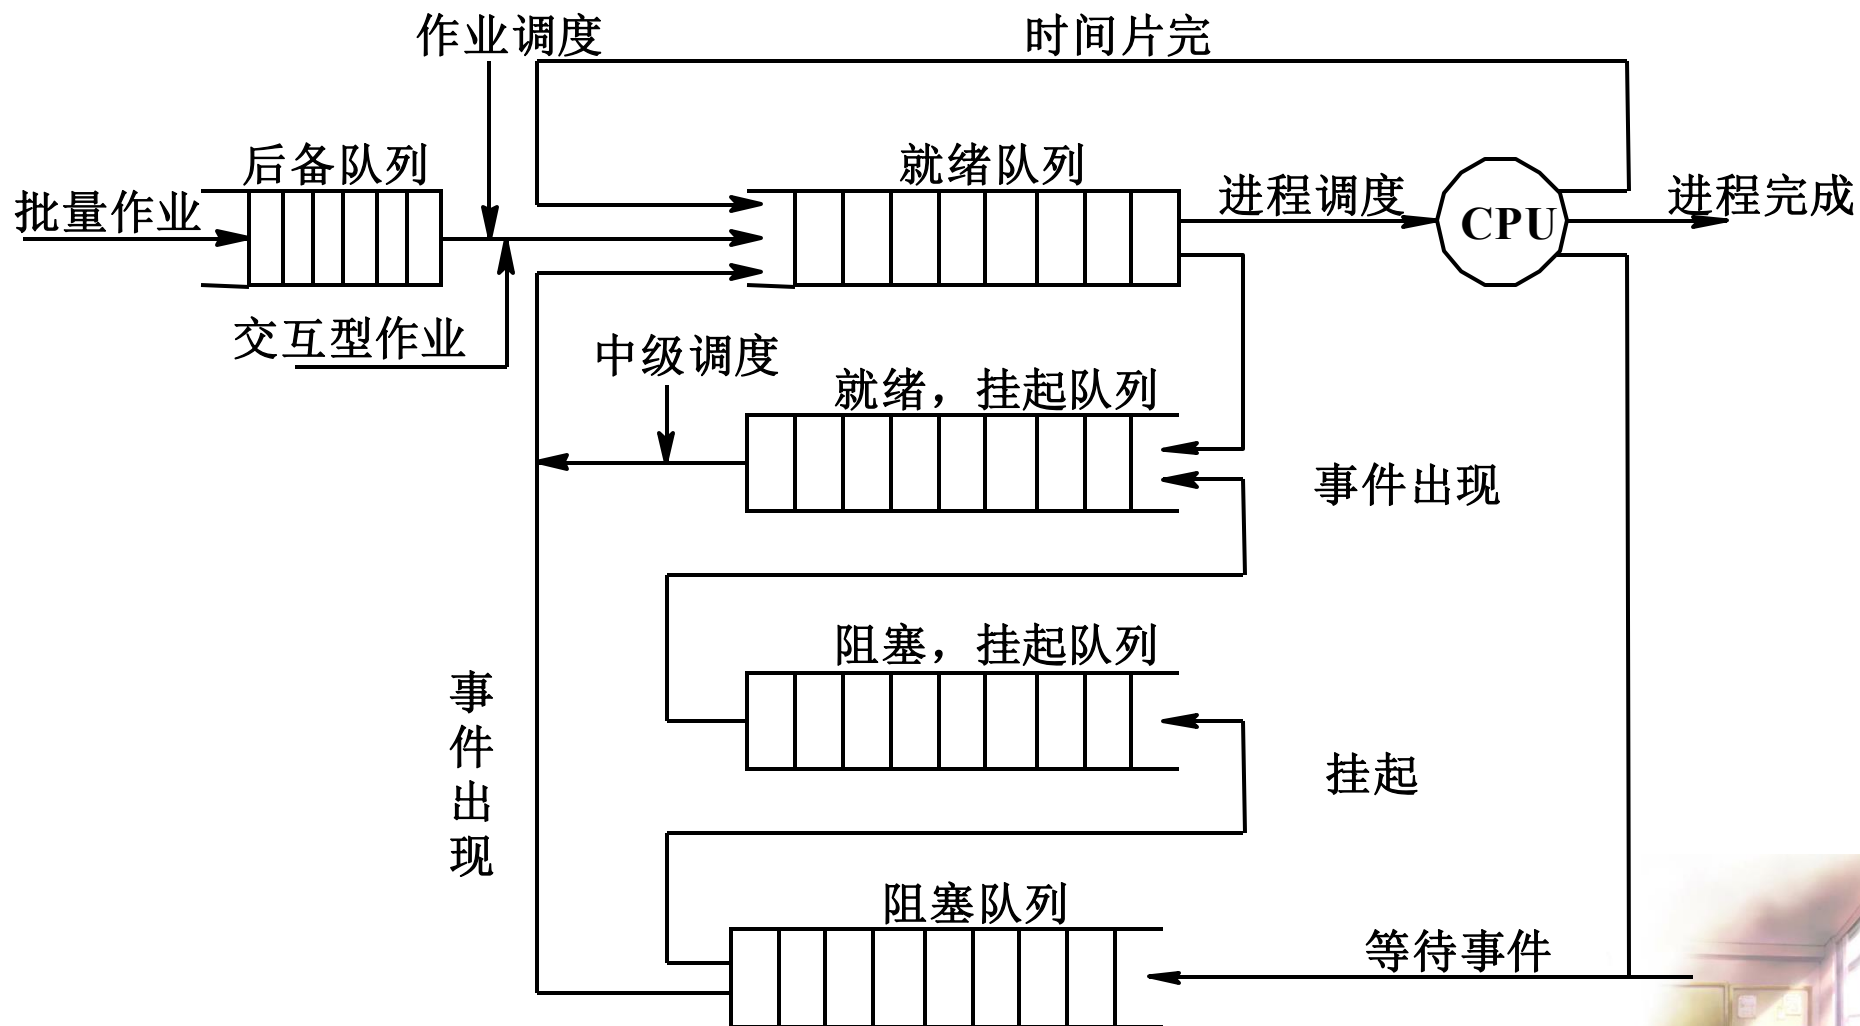 作业调度
时间片完
后备队列
就绪队列
批量作业
进程调度
CPU
进程完成
交互型作业
中级调度
就绪，挂起队列
事件出现
阻塞，挂起队列
事件出现
挂起
阻塞队列
等待事件